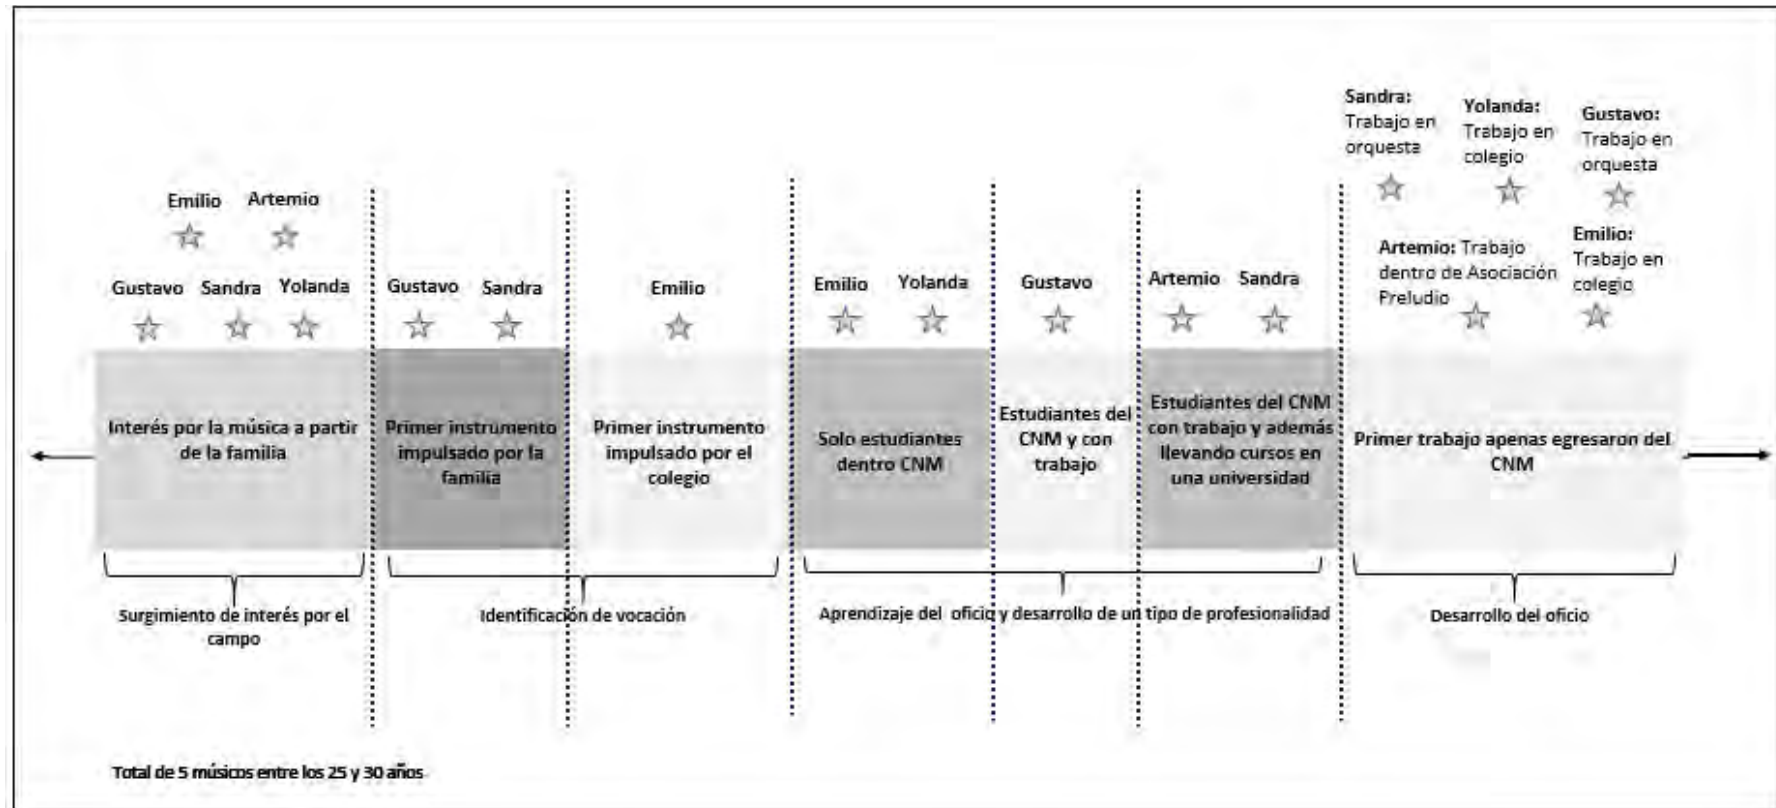 Sandra:
Trabajo en
orquesta
Yolanda:
Trabajo en
colegio
Gustavo:
Trabajo en
orquesta
Emilio
Artemio
Artemio: Trabajo
dentro de Asociación
Preludio
Emilio:
Trabajo en
colegio
Gustavo
Sandra
Yolanda
Gustavo
Sandra
Emilio
Emilio
Yolanda
Gustavo
Artemio
Sandra
Interés por la música a partir
de la familia
Primer instrumento
impulsado por la
familia
Primer instrumento
impulsado por el
colegio
Solo estudiantes
dentro CNM
Estudiantes del
CNM y con
trabajo
Estudiantes del CNM
con trabajo y además
llevando cursos en
una universidad
Primer trabajo apenas egresaron del
CNM
Surgimiento de interés por el
campo
Identificación de vocación
Aprendizaje del oficio y desarrollo de un tipo de profesionalidad
Desarrollo del oficio
Total de 5 músicos entre los 25 y 30 años